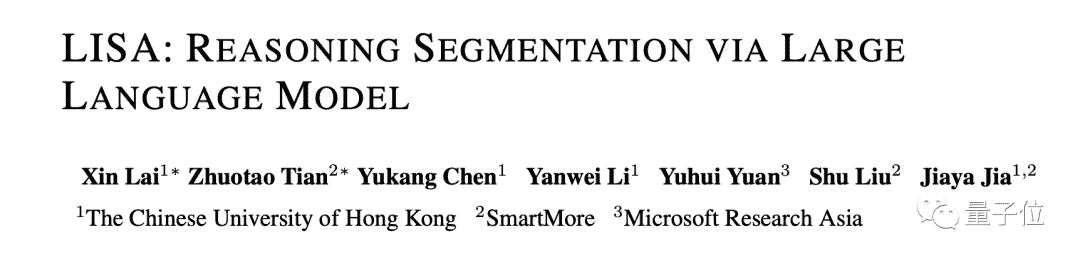 LISA: REASONING SEGMENTATION VIA LARGE
LANGUAGE MODEL
Xin Lai1* Zhuotao Tian2* Yukang Chen1 Yanwei Li1 Yuhui Yuan3 Shu Liu2 Jiaya Jia1,2
1The Chinese University of Hong Kong 2SmartMore 3Microsoft Research Asia
量子位